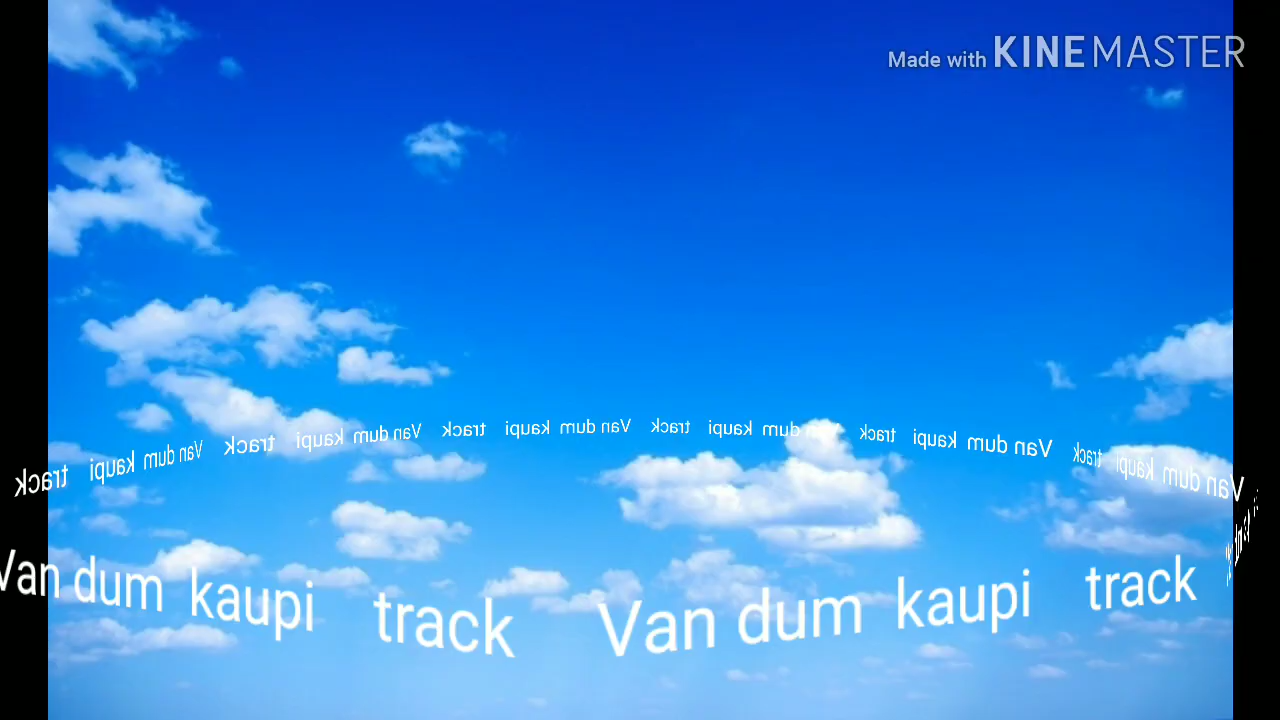 Made with KINEMASTER
track kaupi Van dum track kaupi Van dum track kaupi Van dum track kaupi Van dum track kaupi Van dum track kaupi Van dum
Van dum kaupi track Van dum kaupi track